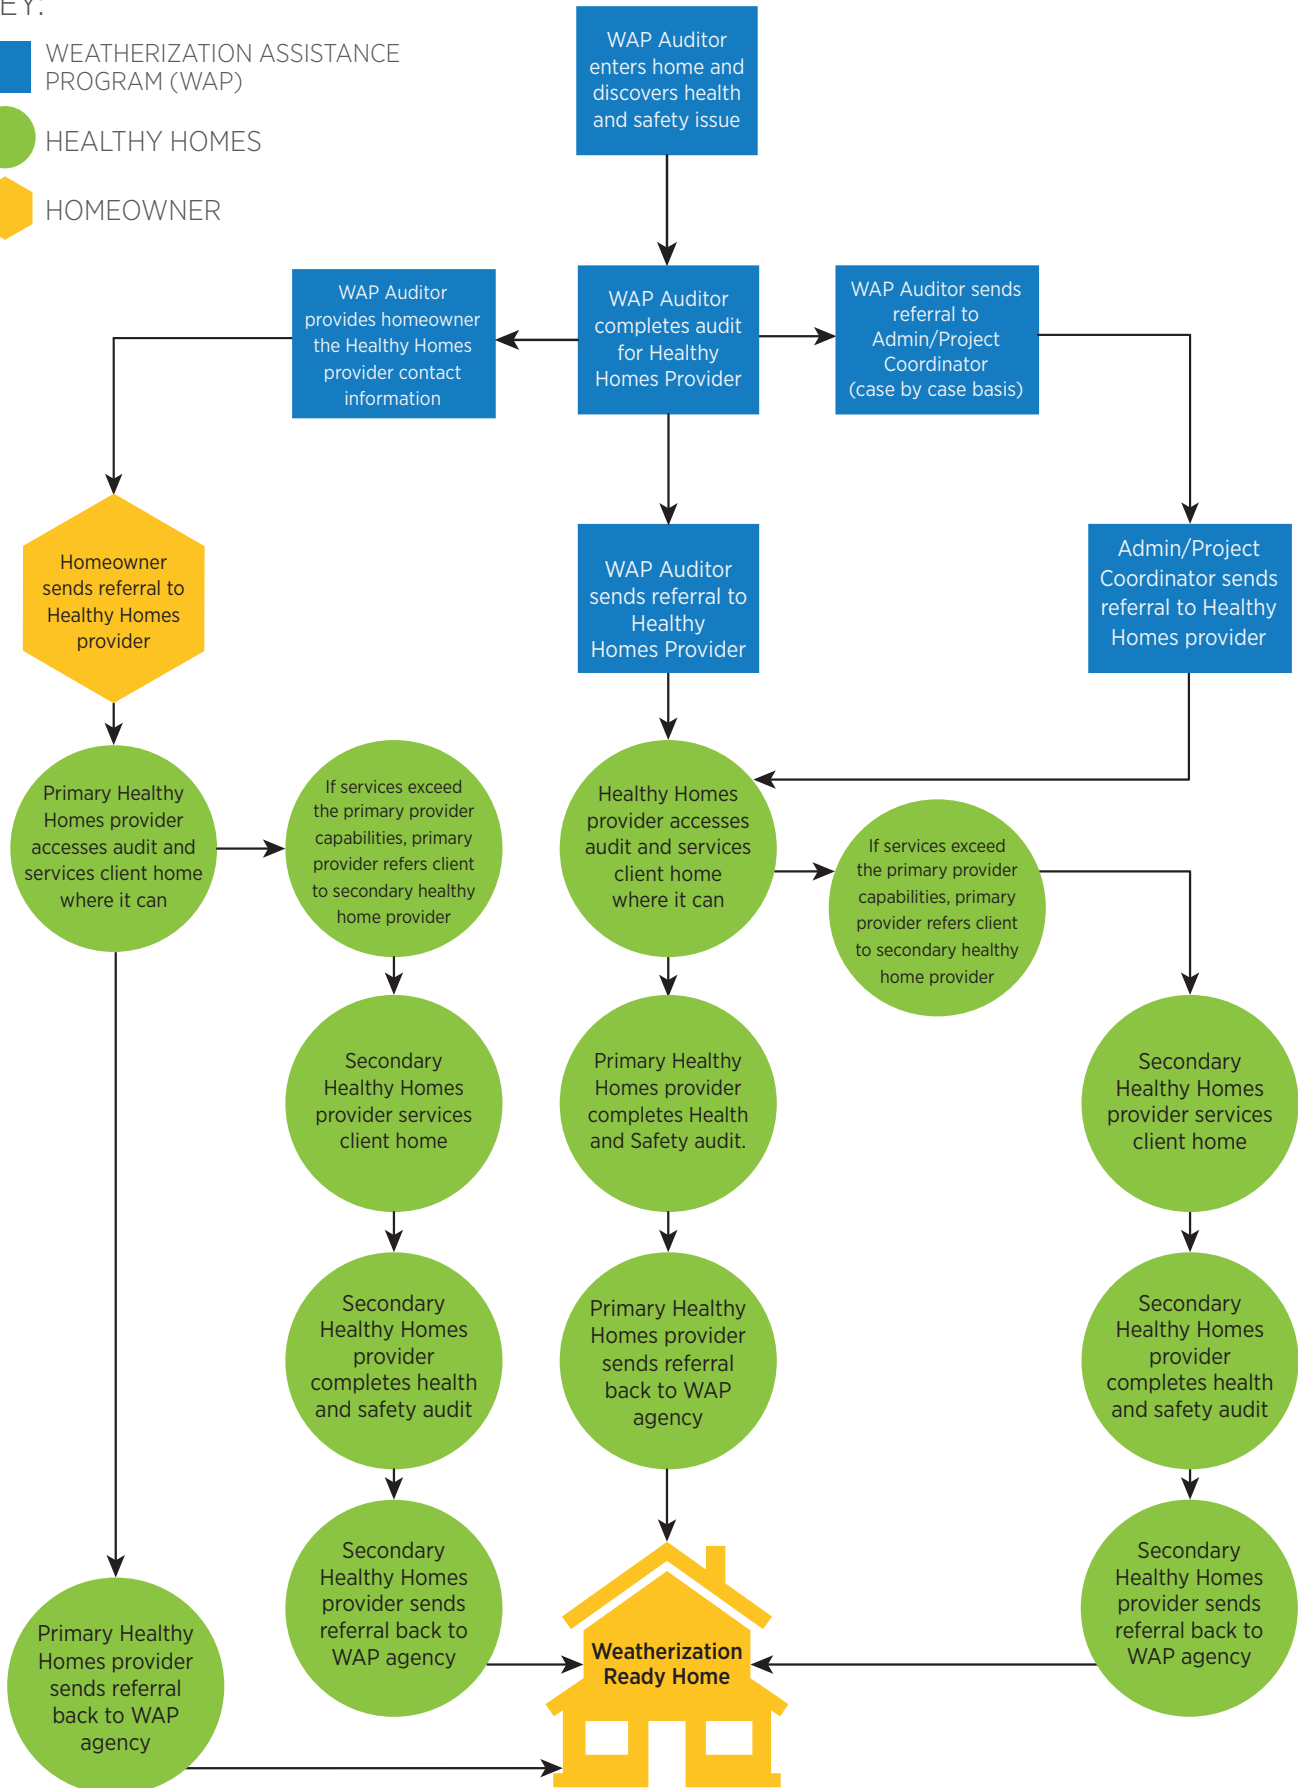 EY:
WEATHERIZATION ASSISTANCE
PROGRAM (WAP)
HEALTHY HOMES
HOMEOWNER
WAP Auditor
enters home and
discovers health
and safety issue
WAP Auditor
provides homeowner
the Healthy Homes
provider contact
information
WAP Auditor
completes audit
for Healthy
Homes Provider
WAP Auditor sends
referral to
Admin/Project
Coordinator
(case by case basis)
Homeowner
sends referral to
Healthy Homes
provider
WAP Auditor
sends referral to
Healthy
Homes Provider
Admin/Project
Coordinator sends
referral to Healthy
Homes provider
Primary Healthy
Homes provider
accesses audit and
services client home
where it can
If services exceed
the primary provider
capabilities, primary
provider refers client
to secondary healthy
home provider
Healthy Homes
provider accesses
audit and services
client home
where it can
If services exceed
the primary provider
capabilities, primary
provider refers client
to secondary healthy
home provider
Secondary
Healthy Homes
provider services
client home
Primary Healthy
Homes provider
completes Health
and Safety audit.
Secondary
Healthy Homes
provider services
client home
Secondary
Healthy Homes
provider
completes health
and safety audit
Primary Healthy
Homes provider
sends referral
back to WAP
agency
Secondary
Healthy Homes
provider
completes health
and safety audit
Secondary
Healthy Homes
provider sends
referral back to
WAP agency
Secondary
Healthy Homes
provider sends
referral back to
WAP agency
Primary Healthy
Homes provider
sends referral
back to WAP
agency
Weatherization
Ready Home